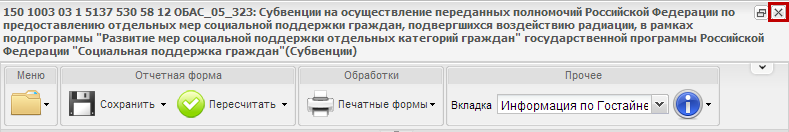 150 1003 03 1 5137 530 58 12 ОБАС_05_323: Субвенции на осуществление переданных полномочий Российской Федерации по
предоставлению отдельных мер социальной поддержки граждан, подвергшихся воздействию радиации, в рамках
подпрограммы "Развитие мер социальной поддержки отдельных категорий граждан" государственной программы Российской
Федерации "Социальная поддержка граждан"(Субвенции)
Меню Отчетная форма Обработки Прочее
Сохранить Пересчитать Печатные формы Вкладка Информация по Гостайне